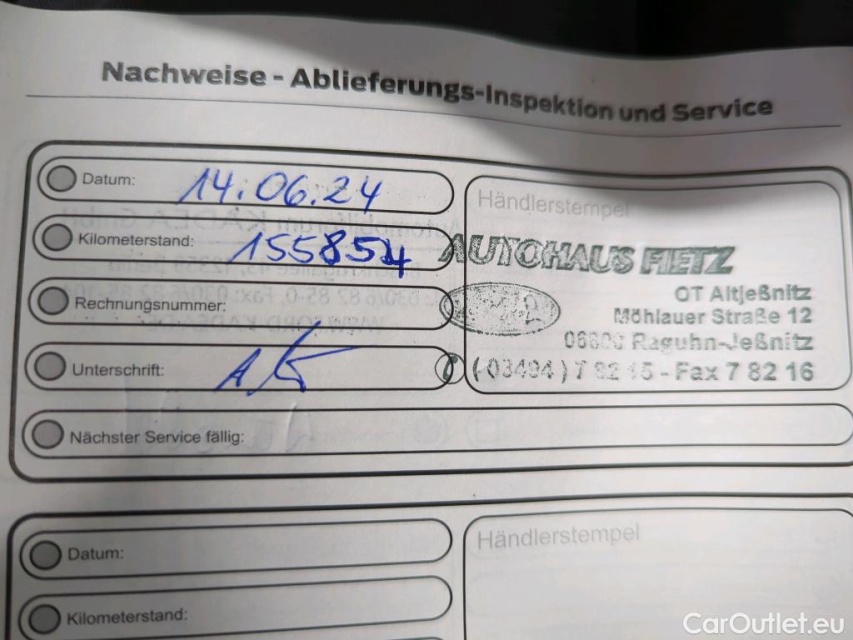 Nachweise - Ablieferungs-Inspektion und Service
Datum: 14.06.24
Kilometerstand: 155854
Rechnungsnummer:
Unterschrift:
Nächster Service fällig:
Händlerstempel
AUTOHAUS FIETZ
OT Altjeßnitz
Möhlauer Straße 12
Raguhn-Jeßnitz
(03494) 7 82 15 - Fax 7 82 16
Datum:
Kilometerstand:
Händlerstempel
CarOutlet.eu